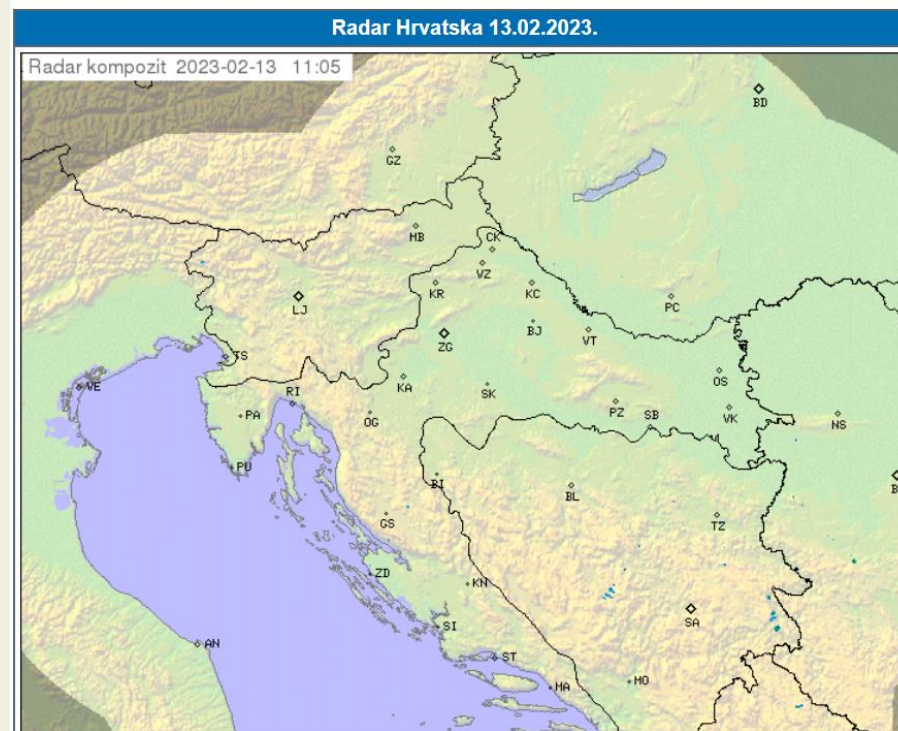 Radar Hrvatska 13.02.2023.
Radar kompozit 2023-02-13 11:05
BD
GZ
MB
CK
VZ
KR
KC
PC
LJ
BJ
ZG
VT
TS
OS
VE
KA
RI
SK
PA
OG
PZ
SB
VK
NS
PU
BI
BL
B
GS
TZ
ZD
KN
SA
SI
AN
ST
MA
MO